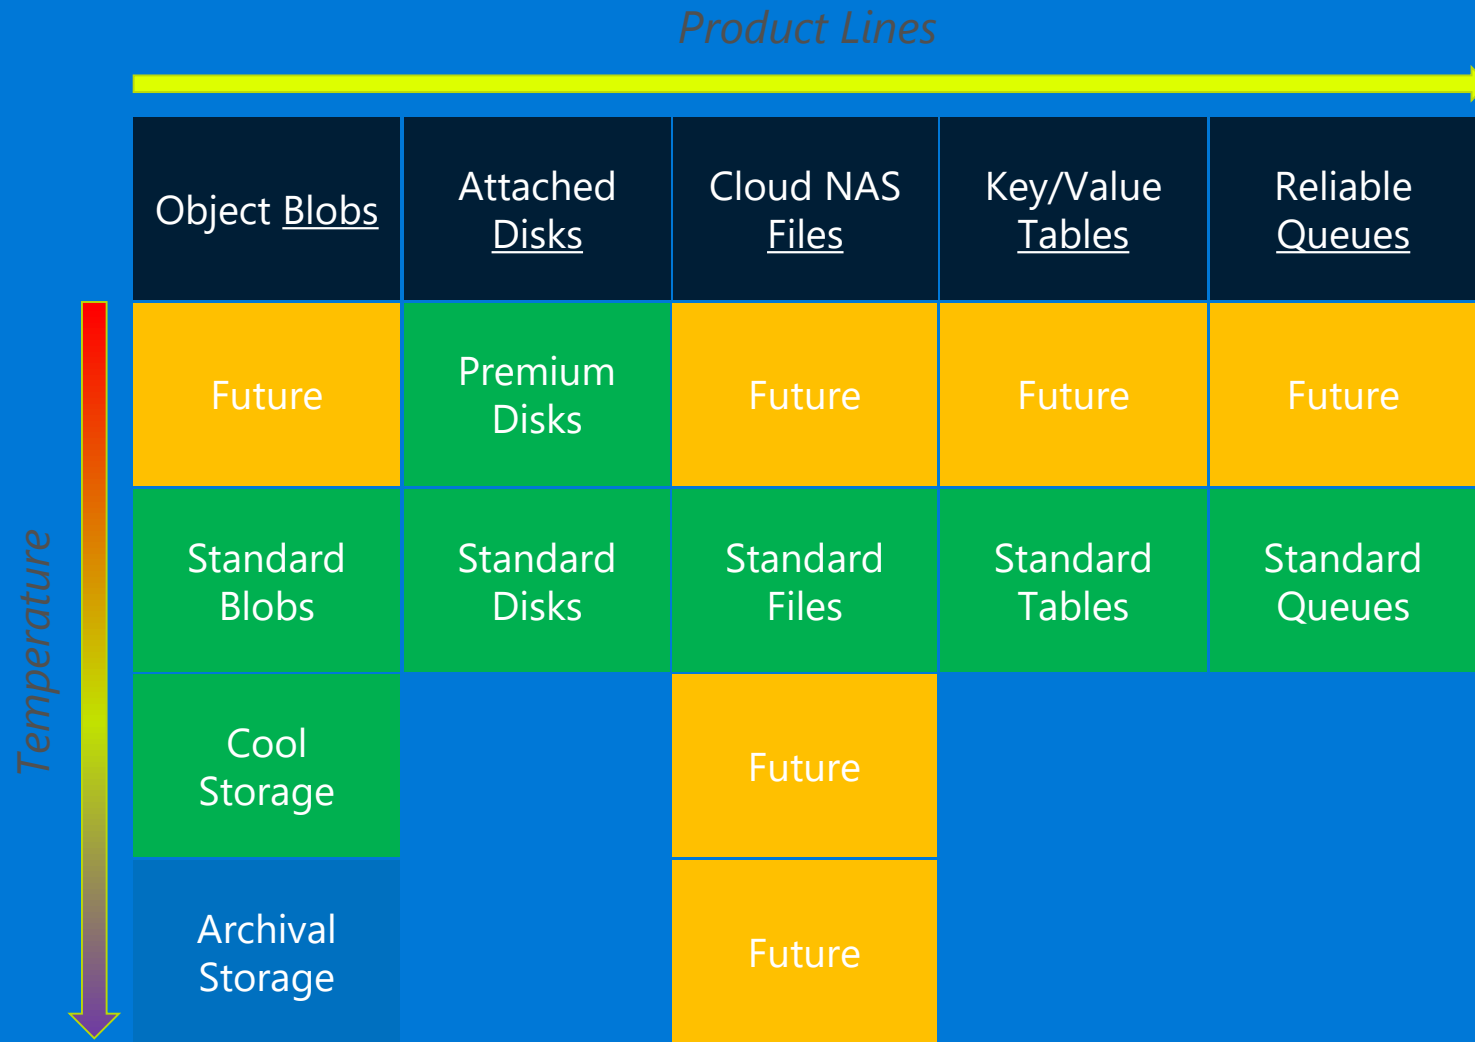 Product Lines
Object Blobs
Attached
Disks
Cloud NAS
Files
Key/Value
Tables
Reliable
Queues
Temperature
Future
Premium
Disks
Future
Future
Future
Standard
Blobs
Standard
Disks
Standard
Files
Standard
Tables
Standard
Queues
Cool
Storage
Future
Archival
Storage
Future